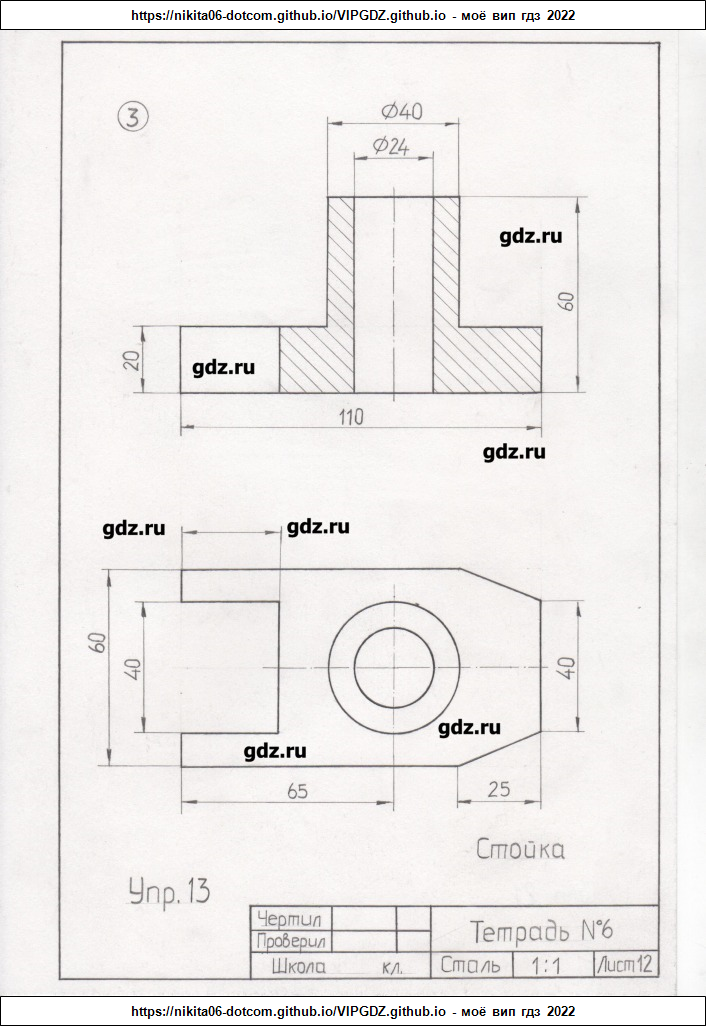 https://nikita06-dotcom.github.io/VIPGDZ.github.io - моё вип гдз 2022
3
Ø40
Ø24
gdz.ru
60
20
gdz.ru
110
gdz.ru
gdz.ru
gdz.ru
60
40
40
gdz.ru
gdz.ru
65
25
Стойка
Упр. 13
Чертил
Проверил
Тетрадь №6
Школа кл.
Сталь
1:1
Лист12
https://nikita06-dotcom.github.io/VIPGDZ.github.io - моё вип гдз 2022